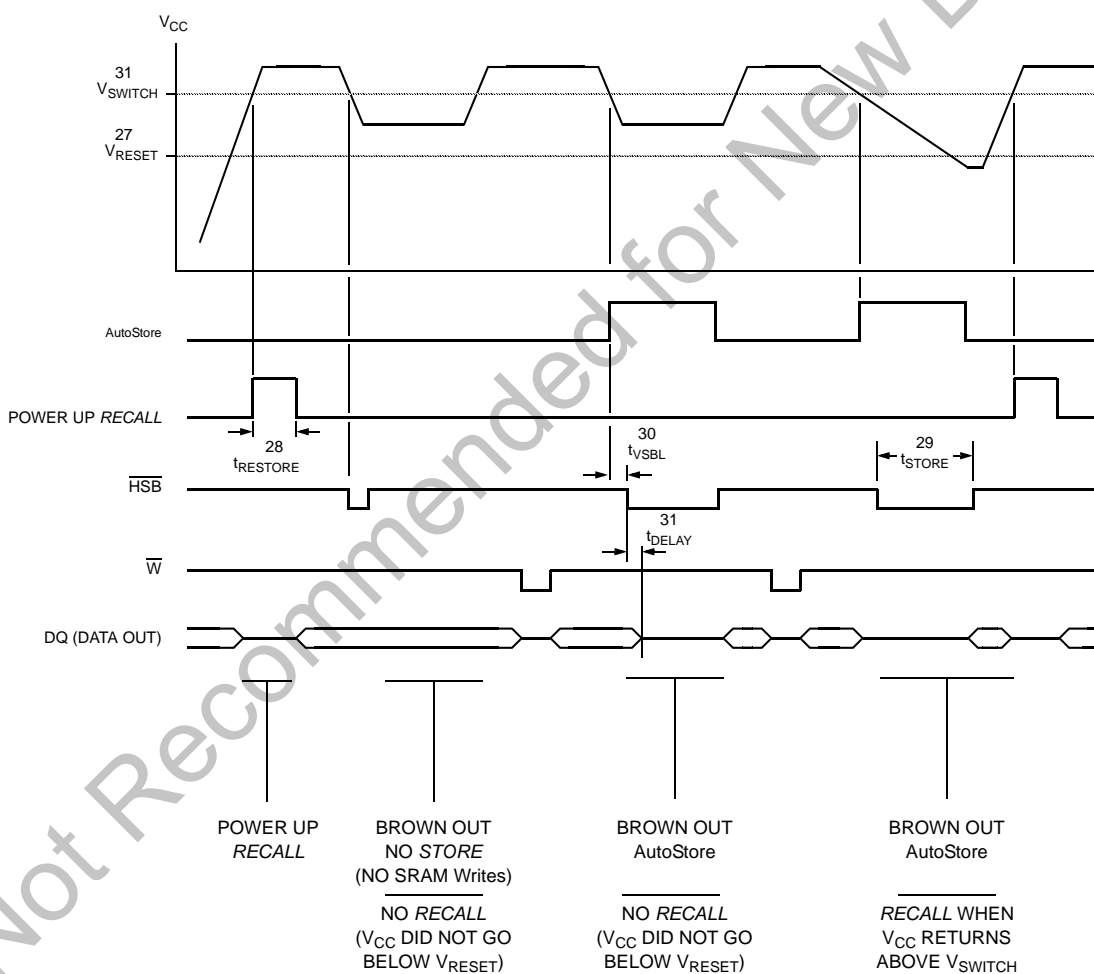 VCC
31
VSWITCH
27
VRESET
AutoStore
POWER UP RECALL
28
tRESTORE
30
tVSBL
29
tSTORE
HSB
31
tDELAY
W
DQ (DATA OUT)
POWER UP
RECALL
BROWN OUT
NO STORE
(NO SRAM Writes)
NO RECALL
(VCC DID NOT GO
BELOW VRESET)
BROWN OUT
AutoStore
NO RECALL
(VCC DID NOT GO
BELOW VRESET)
BROWN OUT
AutoStore
RECALL WHEN
VCC RETURNS
ABOVE VSWITCH
Not Recommended for New